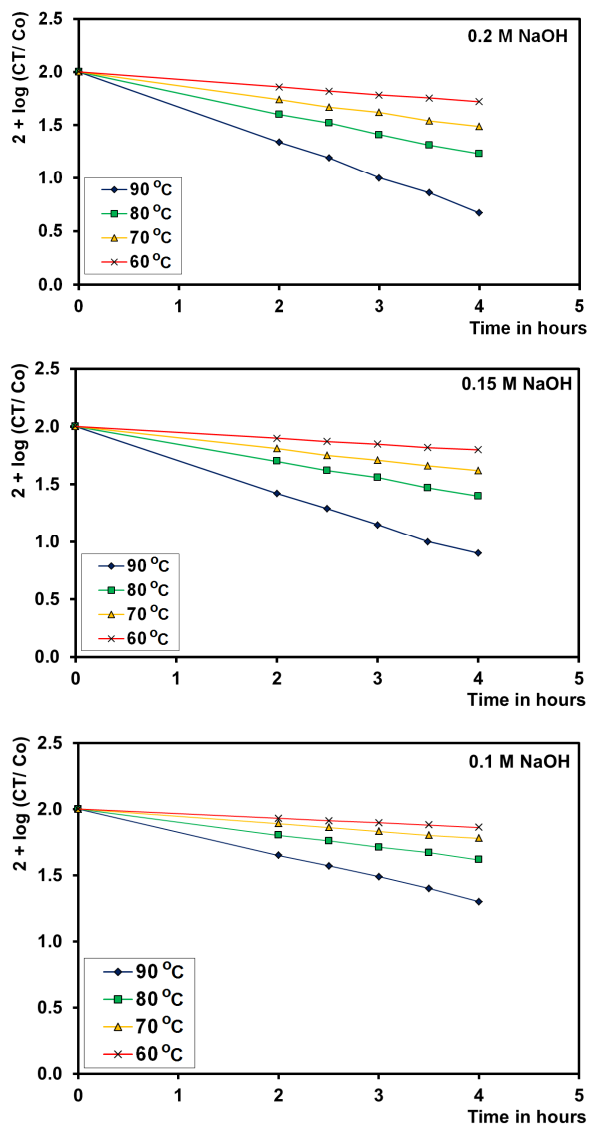 2 + log (CT/ Co)
2.5
2.0
1.5
1.0
0.5
0.0
0.2 M NaOH
90 °C
80 °C
70 °C
60 °C
0 1 2 3 4 5
Time in hours
2 + log (CT/ Co)
2.5
2.0
1.5
1.0
0.5
0.0
0.15 M NaOH
90 °C
80 °C
70 °C
60 °C
0 1 2 3 4 5
Time in hours
2 + log (CT/ Co)
2.5
2.0
1.5
1.0
0.5
0.0
0.1 M NaOH
90 °C
80 °C
70 °C
60 °C
0 1 2 3 4 5
Time in hours